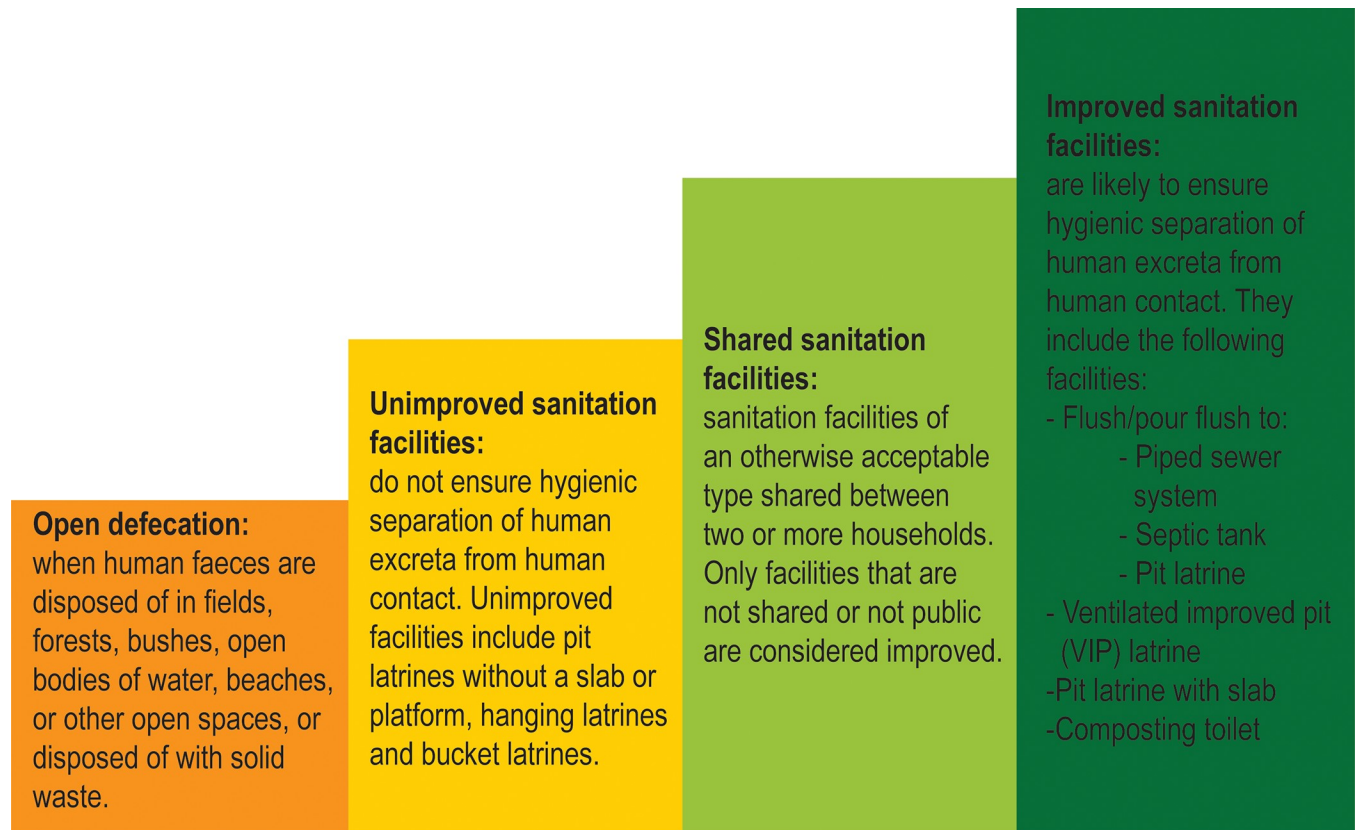 Open defecation:
when human faeces are
disposed of in fields,
forests, bushes, open
bodies of water, beaches,
or other open spaces, or
disposed of with solid
waste.
Unimproved sanitation
facilities:
do not ensure hygienic
separation of human
excreta from human
contact. Unimproved
facilities include pit
latrines without a slab or
platform, hanging latrines
and bucket latrines.
Shared sanitation
facilities:
sanitation facilities of
an otherwise acceptable
type shared between
two or more households.
Only facilities that are
not shared or not public
are considered improved.
Improved sanitation
facilities:
are likely to ensure
hygienic separation of
human excreta from
human contact. They
include the following
facilities:
- Flush/pour flush to:
- Piped sewer
system
- Septic tank
- Pit latrine
- Ventilated improved pit
(VIP) latrine
-Pit latrine with slab
-Composting toilet